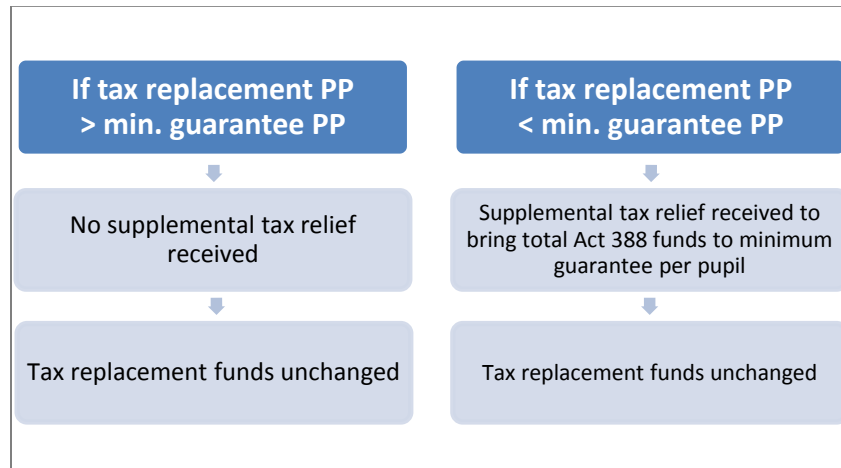 If tax replacement PP
> min. guarantee PP
No supplemental tax relief
received
Tax replacement funds unchanged
If tax replacement PP
< min. guarantee PP
Supplemental tax relief received to
bring total Act 388 funds to minimum
guarantee per pupil
Tax replacement funds unchanged